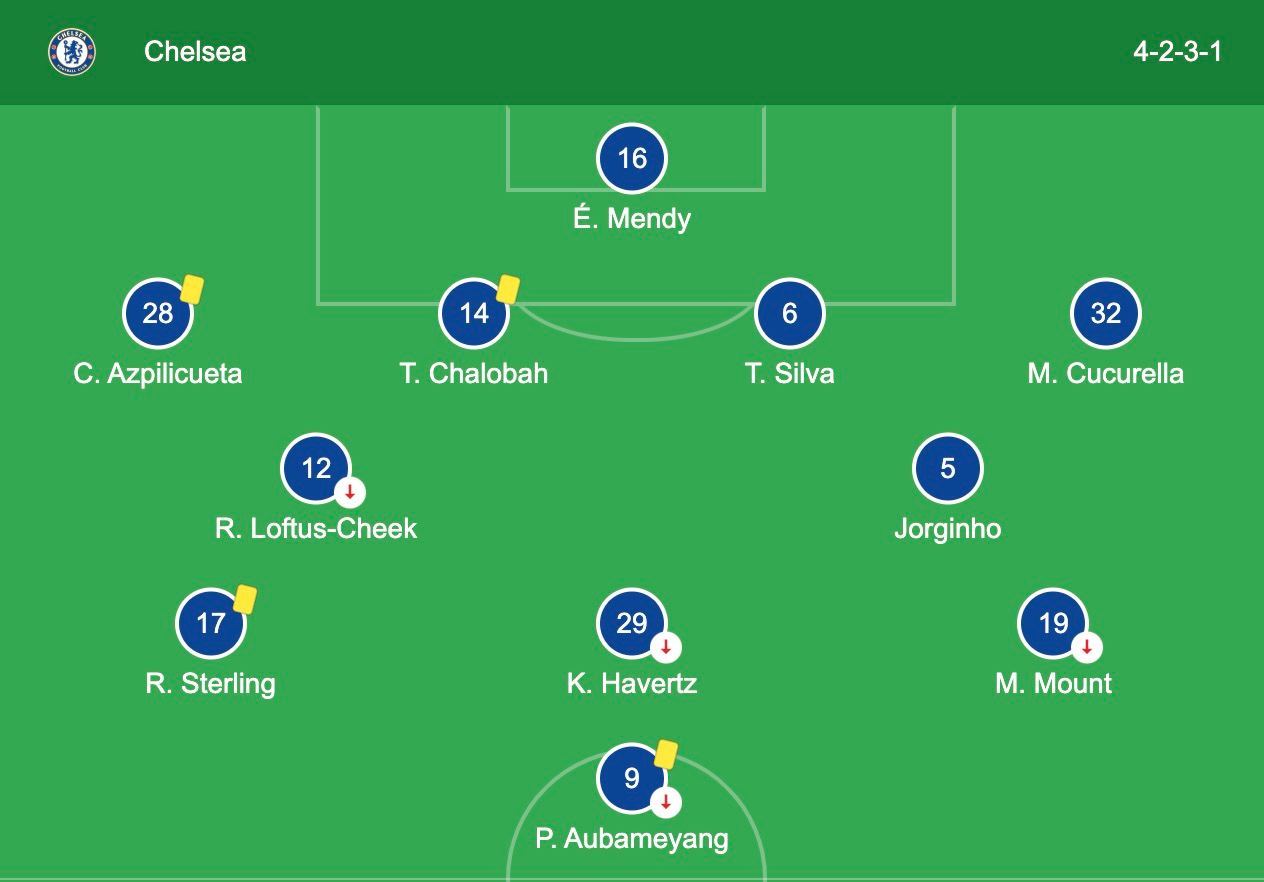 CHELSEA
FOOTBALL CLUB
Chelsea
4-2-3-1
16
É. Mendy
28
14
6
32
C. Azpilicueta
T. Chalobah
T. Silva
M. Cucurella
12
5
R. Loftus-Cheek
Jorginho
17
29
19
R. Sterling
K. Havertz
M. Mount
9
P. Aubameyang